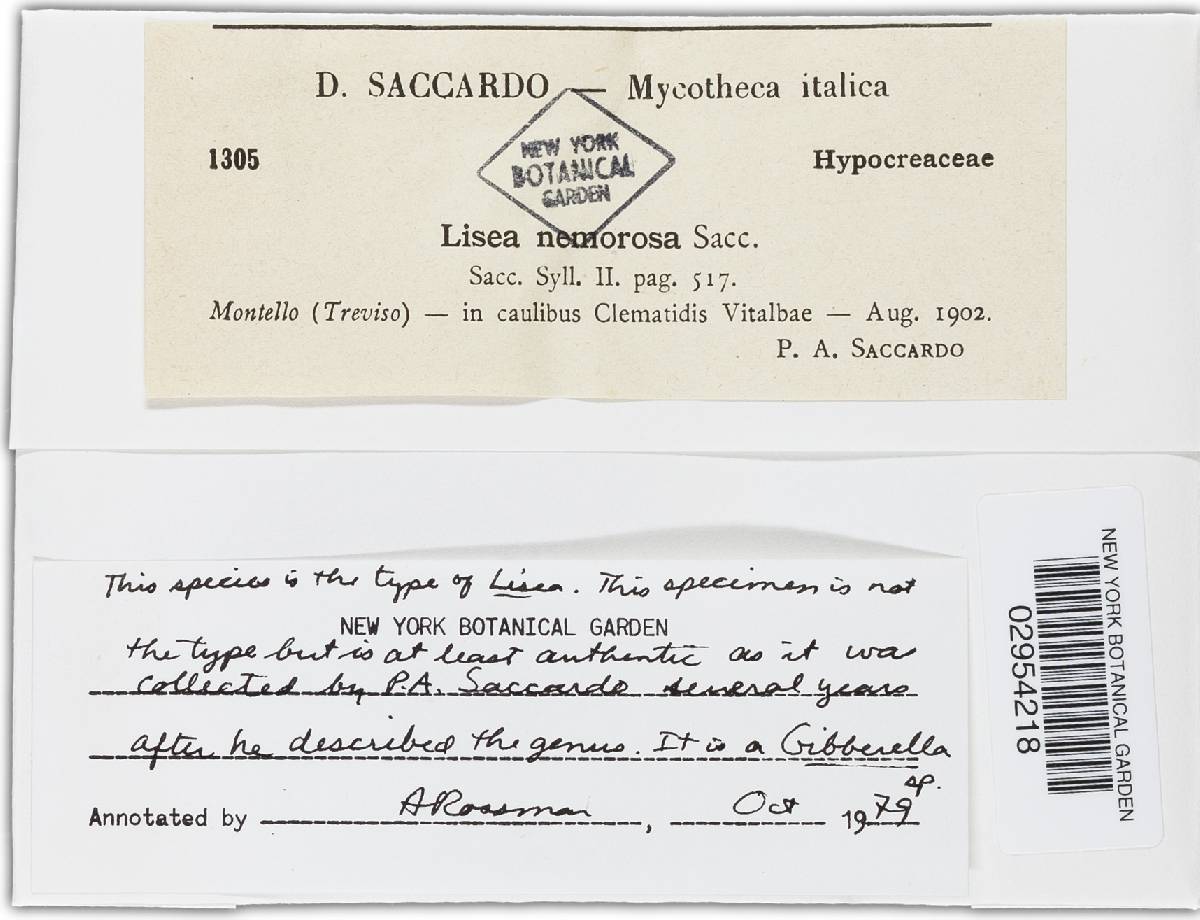 D. SACCARDO — Mycotheca italica
NEW YORK
BOTANICAL
GARDEN
1305
Hypocreaceae
Lisea nemorosa Sacc.
Sacc. Syll. II. pag. 517.
Montello (Treviso) — in caulibus Clematidis Vitalbae — Aug. 1902.
P. A. SACCARDO
This species is the type of Lisea. This specimen is not
NEW YORK BOTANICAL GARDEN
the type but is at least authentic as it was
collected by P.A. Saccardo several years
after he described the genus. It is a Gibberella
sp.
Annotated by ARossman, Oct 1979
NEW YORK BOTANICAL GARDEN
02954218